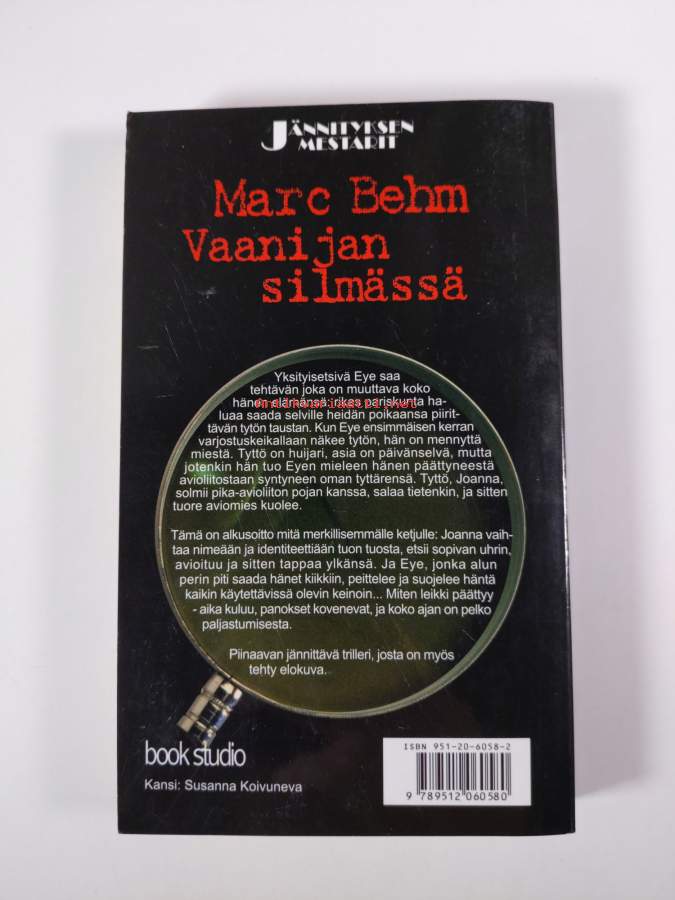 JÄNNITYKSEN
MESTARIT
Marc Behm
Vaanijan
silmässä
Yksityisetsivä Eye saa
tehtävän joka on muuttava koko
hänen elämänsä: rikas pariskunta ha-
luaa saada selville heidän poikaansa piirit-
tävän tytön taustan. Kun Eye ensimmäisen kerran
varjostuskeikallaan näkee tytön, hän on mennyttä
miestä. Tyttö on huijari, asia on päivänselvä, mutta
jotenkin hän tuo Eyen mieleen hänen päättyneestä
avioliitostaan syntyneen oman tyttärensä. Tyttö, Joanna,
solmii pika-avioliiton pojan kanssa, salaa tietenkin, ja sitten
tuore aviomies kuolee.
Tämä on alkusoitto mitä merkillisemmälle ketjulle: Joanna vaih-
taa nimeään ja identiteettiään tuon tuosta, etsii sopivan uhrin,
avioituu ja sitten tappaa ylkänsä. Ja Eye, jonka alun
perin piti saada hänet kiikkiin, peittelee ja suojelee häntä
kaikin käytettävissä olevin keinoin... Miten leikki päättyy
- aika kuluu, panokset kovenevat, ja koko ajan on pelko
paljastumisesta.
Piinaavan jännittävä trilleri, josta on myös
tehty elokuva.
book studio
Kansi: Susanna Koivuneva
ISBN 951-20-6058-2
9 789512 060580